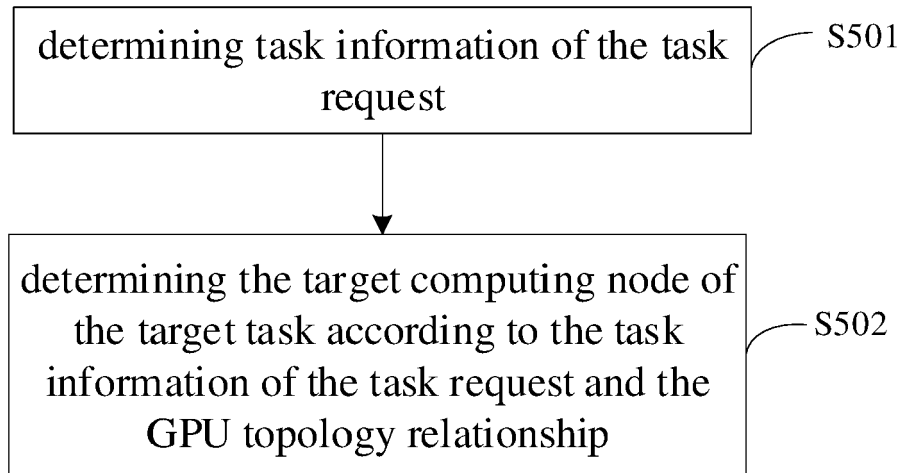 determining task information of the task
request
S501
determining the target computing node of
the target task according to the task
information of the task request and the
GPU topology relationship
S502